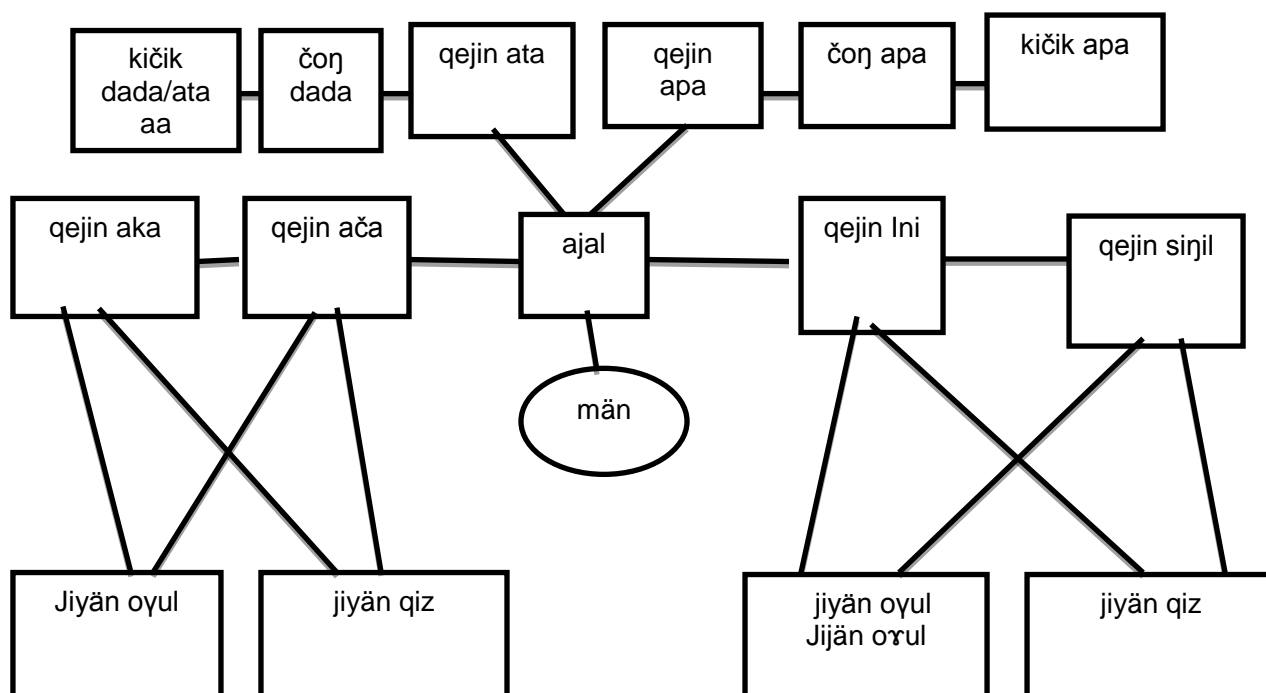 kičik
dada/ata
aa
čoŋ
dada
qejin ata
qejin
apa
čoŋ apa
kičik apa
qejin aka
qejin ača
ajal
qejin Ini
qejin siŋil
män
Jiyän oγul
jiyän qiz
jiyän oγul
Jijän oɤul
jiyän qiz